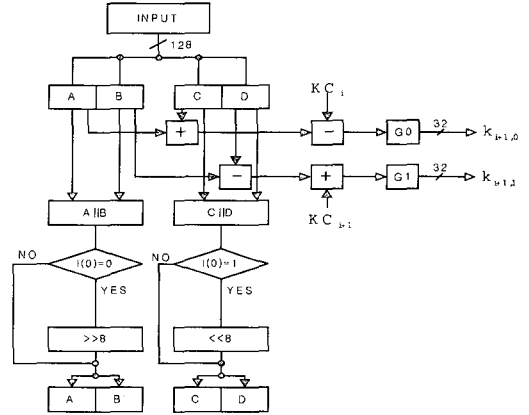 INPUT
128
A B C D
KC i
+ − G0 32 k i+1,0
− + G1 32 k i+1,1
KC i+1
A||B C||D
NO I(0)=0 NO I(0)=1
YES YES
>>8 <<8
A B C D